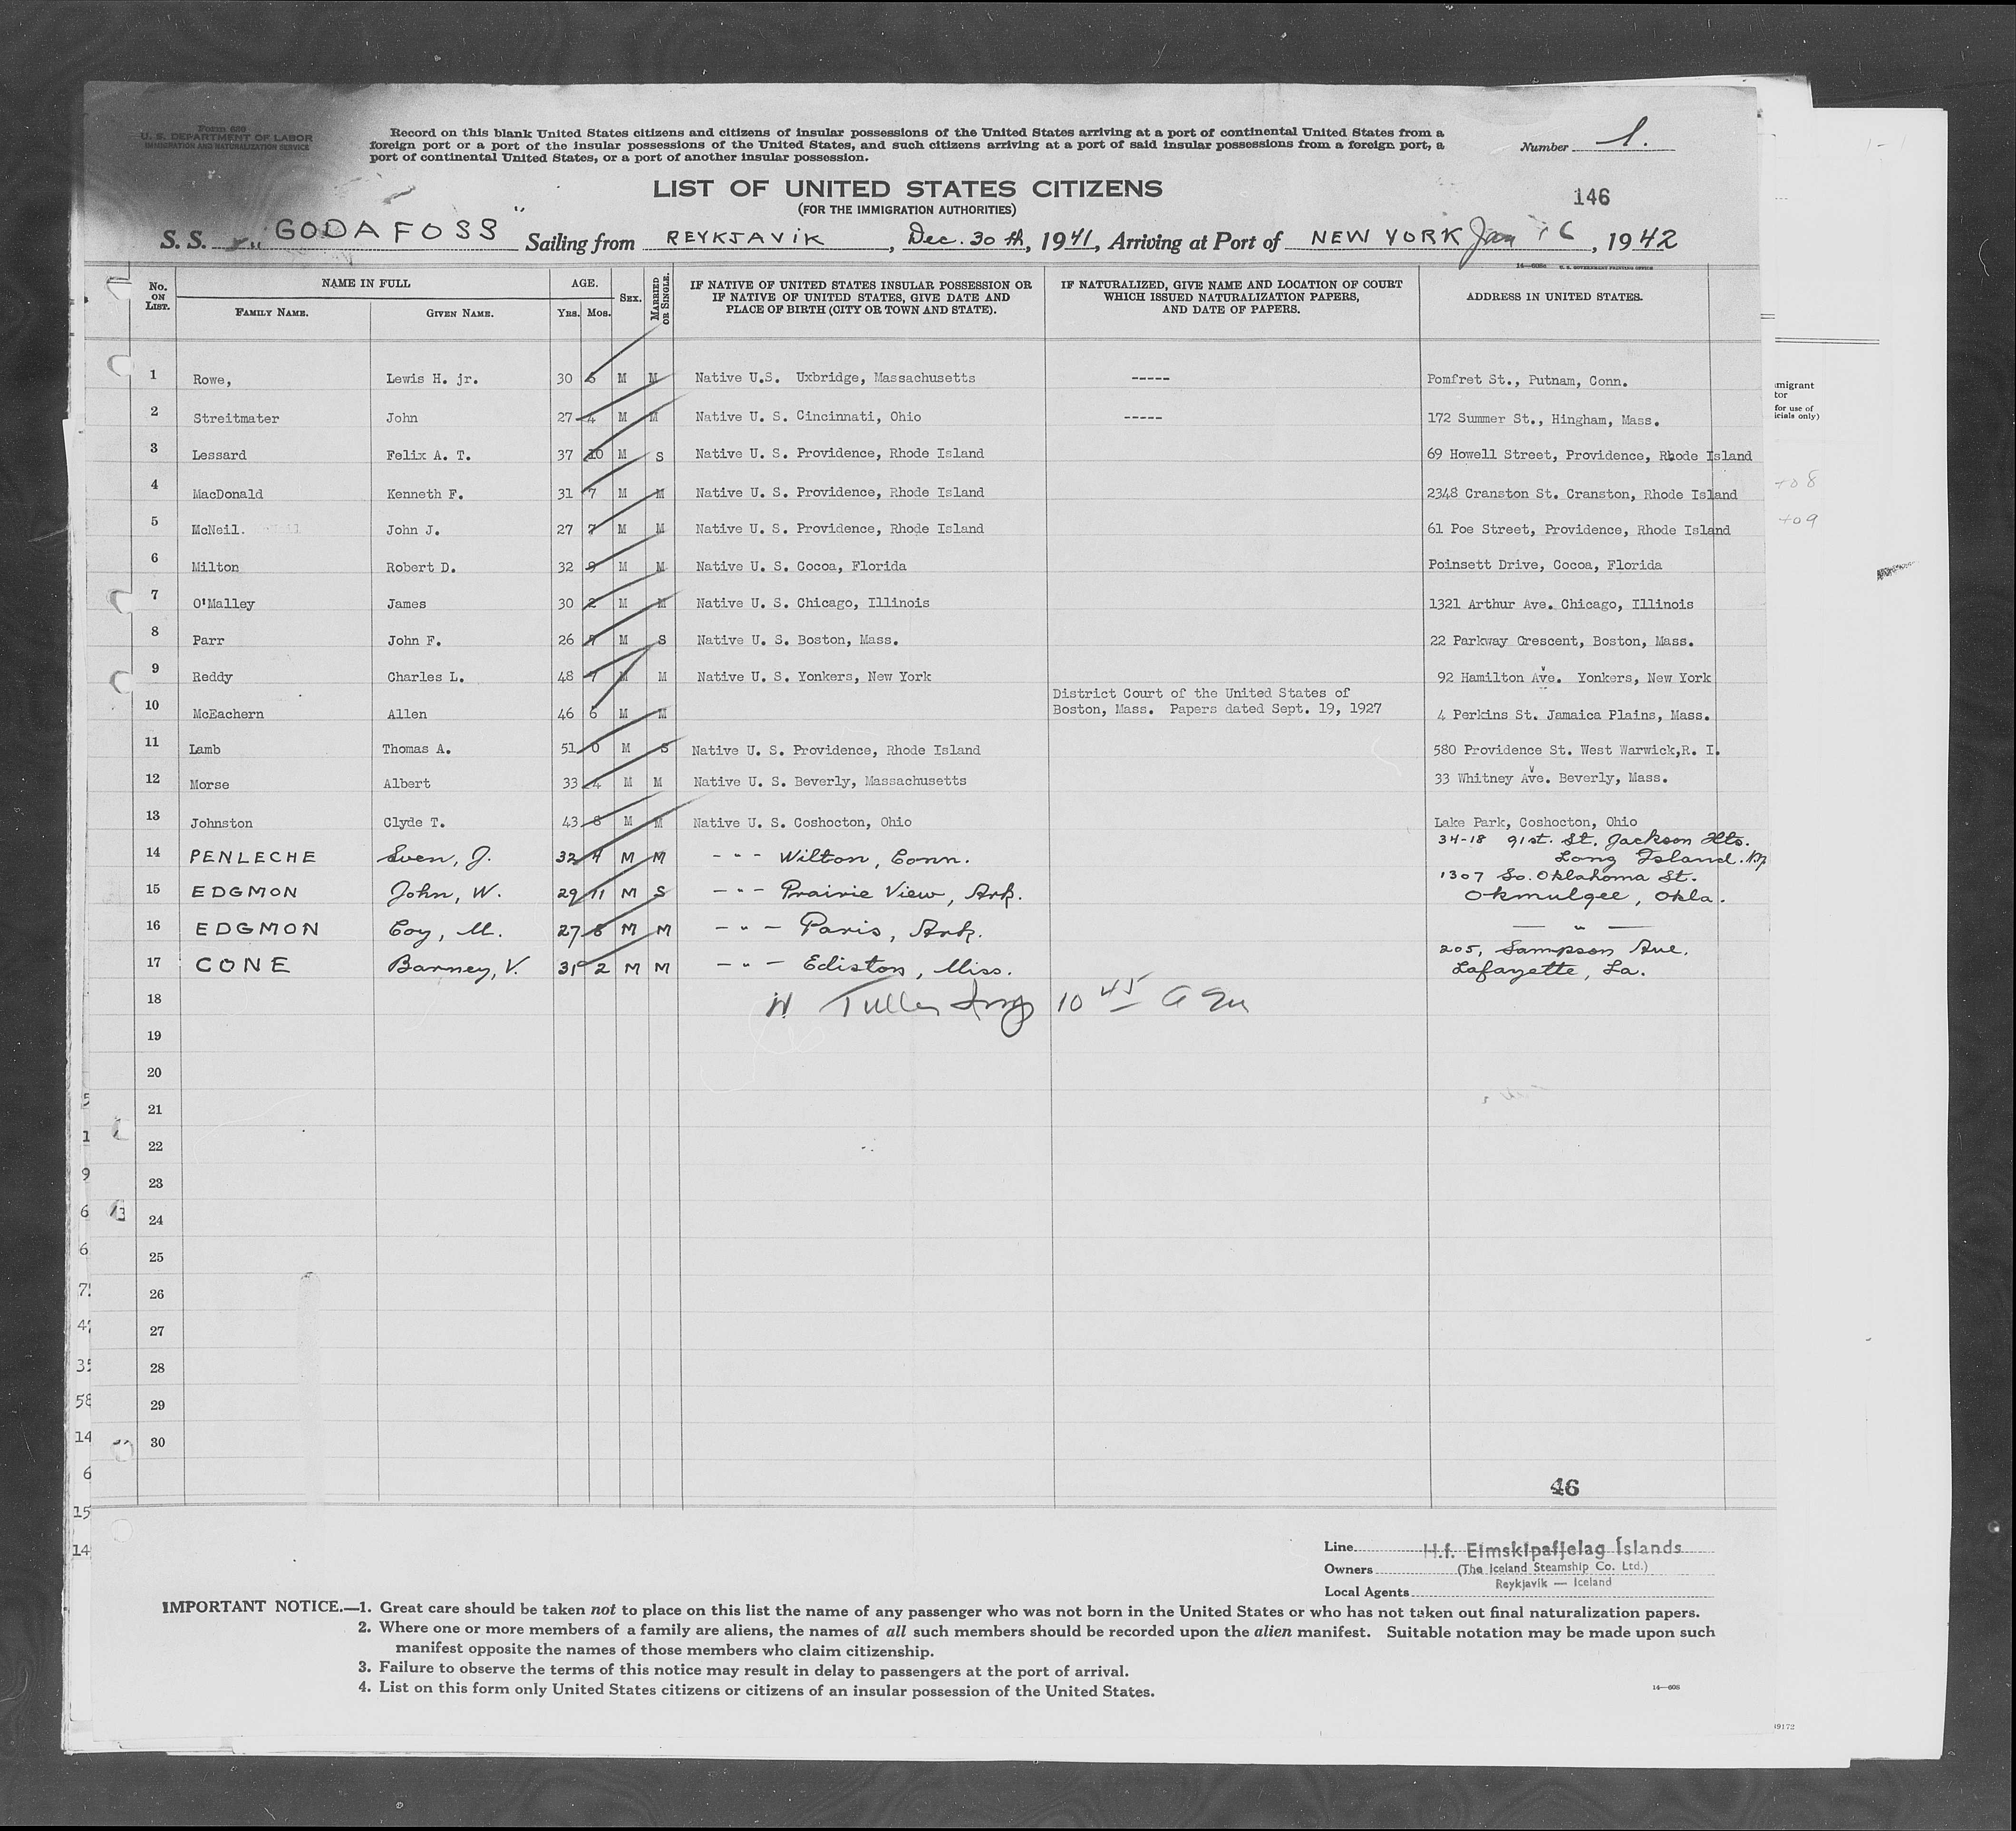 Form 630
U. S. DEPARTMENT OF LABOR
IMMIGRATION AND NATURALIZATION SERVICE
Record on this blank United States citizens and citizens of insular possessions of the United States arriving at a port of continental United States from a
foreign port or a port of the insular possessions of the United States, and such citizens arriving at a port of said insular possessions from a foreign port, a
port of continental United States, or a port of another insular possession.
Number 1.
LIST OF UNITED STATES CITIZENS
(FOR THE IMMIGRATION AUTHORITIES)
146
S. S. "GODAFOSS" Sailing from REYKJAVIK, Dec. 30th, 1941, Arriving at Port of NEW YORK Jan 16, 1942
14—608c U. S. GOVERNMENT PRINTING OFFICE
No. ON LIST. NAME IN FULL FAMILY NAME. GIVEN NAME. AGE. YRS. MOS. SEX. MARRIED OR SINGLE. IF NATIVE OF UNITED STATES INSULAR POSSESSION OR IF NATIVE OF UNITED STATES, GIVE DATE AND PLACE OF BIRTH (CITY OR TOWN AND STATE). IF NATURALIZED, GIVE NAME AND LOCATION OF COURT WHICH ISSUED NATURALIZATION PAPERS, AND DATE OF PAPERS. ADDRESS IN UNITED STATES.
1 Rowe, Lewis H. jr. 30 6 M M Native U.S. Uxbridge, Massachusetts ----- Pomfret St., Putnam, Conn.
2 Streitmater John 27 4 M M Native U. S. Cincinnati, Ohio ----- 172 Summer St., Hingham, Mass.
3 Lessard Felix A. T. 37 10 M S Native U. S. Providence, Rhode Island 69 Howell Street, Providence, Rhode Island
4 MacDonald Kenneth F. 31 7 M M Native U. S. Providence, Rhode Island 2348 Cranston St. Cranston, Rhode Island
5 McNeil. John J. 27 7 M M Native U. S. Providence, Rhode Island 61 Poe Street, Providence, Rhode Island
6 Milton Robert D. 32 9 M M Native U. S. Cocoa, Florida Poinsett Drive, Cocoa, Florida
7 O'Malley James 30 2 M M Native U. S. Chicago, Illinois 1321 Arthur Ave. Chicago, Illinois
8 Parr John F. 26 7 M S Native U. S. Boston, Mass. 22 Parkway Crescent, Boston, Mass.
9 Reddy Charles L. 48 7 M M Native U. S. Yonkers, New York 92 Hamilton Ave. Yonkers, New York
10 McEachern Allen 46 6 M M District Court of the United States of Boston, Mass. Papers dated Sept. 19, 1927 4 Perkins St. Jamaica Plains, Mass.
11 Lamb Thomas A. 51 0 M S Native U. S. Providence, Rhode Island 580 Providence St. West Warwick,R. I.
12 Morse Albert 33 4 M M Native U. S. Beverly, Massachusetts 33 Whitney Ave. Beverly, Mass.
13 Johnston Clyde T. 43 8 M M Native U. S. Coshocton, Ohio Lake Park, Coshocton, Ohio
14 PENLECHE Sven, J. 32 4 M M - " - Wilton, Conn. 34-18 91st. St. Jackson Hts. Long Island. NY
15 EDGMON John, W. 29 11 M S - " - Prairie View, Ark. 1307 So. Oklahoma St. Okmulgee, Okla.
16 EDGMON Coy, M. 27 8 M M - " - Paris, Ark. — " —
17 CONE Barney, V. 31 2 M M - " - Ediston, Miss. 205, Sampson Ave. Lafayette, La.
18 Tuller Insp 10 45 a m
19
20
21
22
23
24
25
26
27
28
29
30
46
Line H.f. Eimskipafjelag Íslands
Owners (The Iceland Steamship Co. Ltd.)
Local Agents Reykjavik — Iceland
IMPORTANT NOTICE.—1. Great care should be taken not to place on this list the name of any passenger who was not born in the United States or who has not taken out final naturalization papers.
2. Where one or more members of a family are aliens, the names of all such members should be recorded upon the alien manifest. Suitable notation may be made upon such
manifest opposite the names of those members who claim citizenship.
3. Failure to observe the terms of this notice may result in delay to passengers at the port of arrival.
4. List on this form only United States citizens or citizens of an insular possession of the United States.
14—608